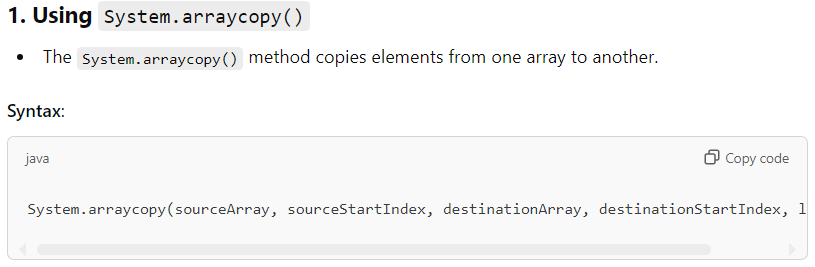 1. Using System.arraycopy()
• The System.arraycopy() method copies elements from one array to another.
Syntax:
java
Copy code
System.arraycopy(sourceArray, sourceStartIndex, destinationArray, destinationStartIndex, l